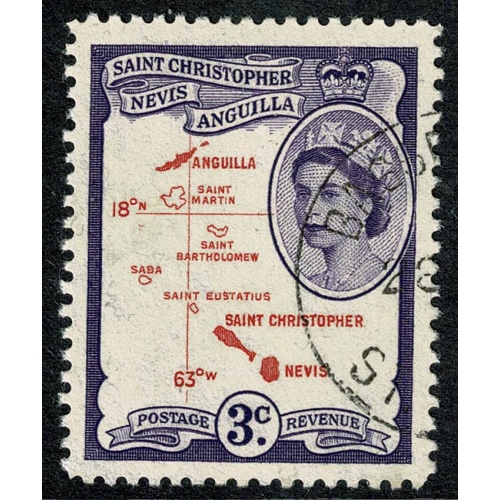 SAINT CHRISTOPHER
NEVIS
ANGUILLA
ANGUILLA
SAINT
MARTIN
18°N
SAINT
BARTHOLOMEW
SABA
SAINT EUSTATIUS
SAINT CHRISTOPHER
NEVIS
63°W
POSTAGE
3c.
REVENUE